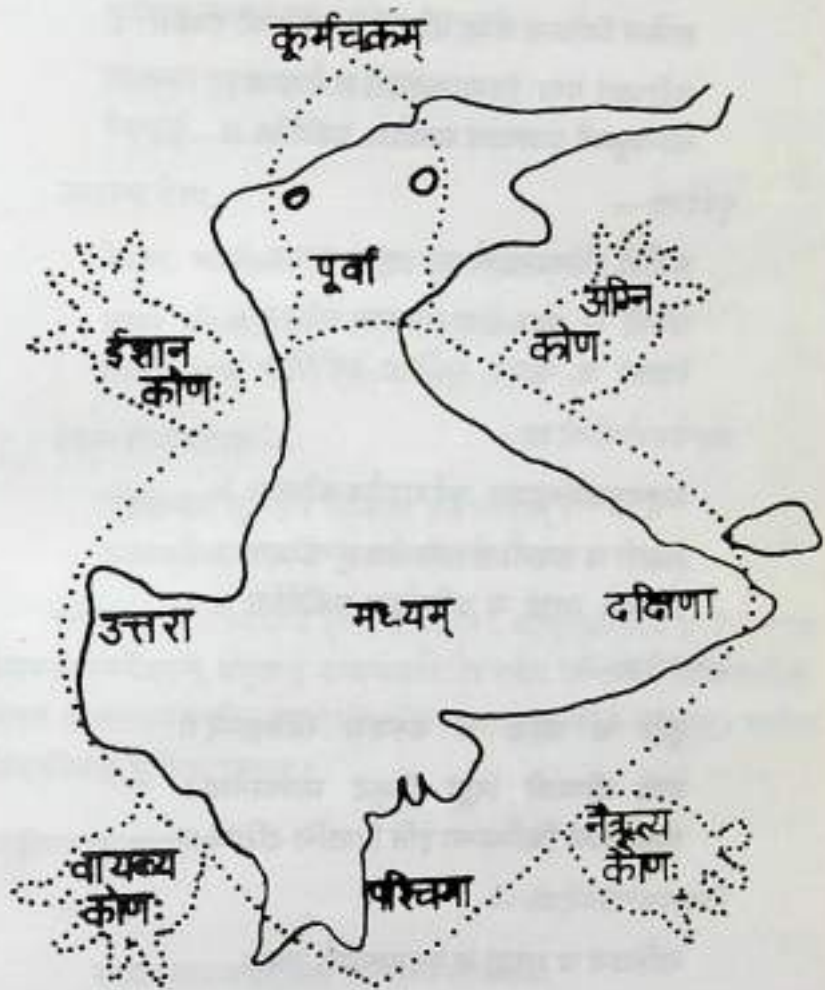 कूर्मचक्रम्
पूर्वा
अग्नि
कोणः
ईशान
कोणः
उत्तरा
मध्यम्
दक्षिणा
नैऋत्य
कोणः
वायव्य
कोणः
पश्चिमा